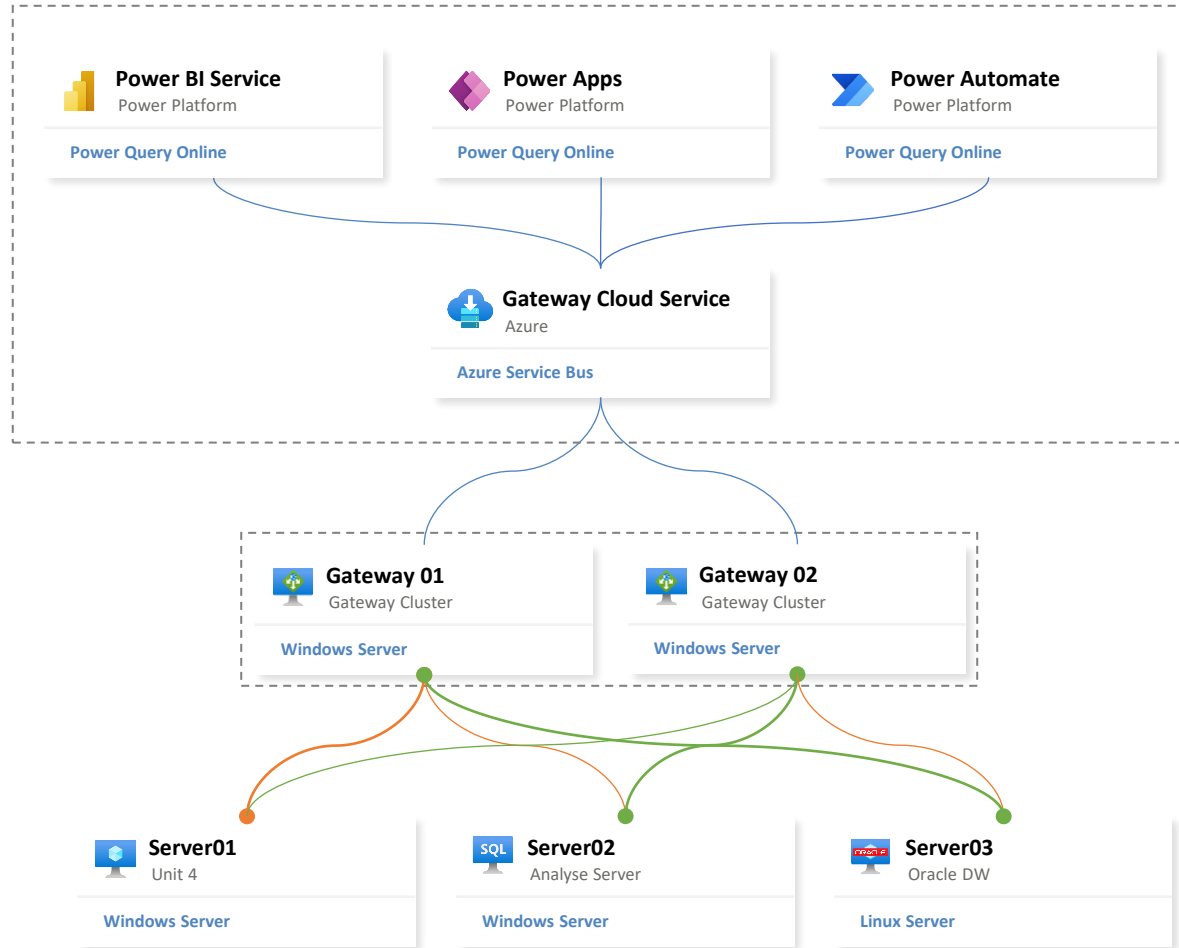 Power BI Service
Power Platform
Power Query Online
Power Apps
Power Platform
Power Query Online
Power Automate
Power Platform
Power Query Online
Gateway Cloud Service
Azure
Azure Service Bus
Gateway 01
Gateway Cluster
Windows Server
Gateway 02
Gateway Cluster
Windows Server
Server01
Unit 4
Windows Server
SQL
Server02
Analyse Server
Windows Server
ORACLE
Server03
Oracle DW
Linux Server